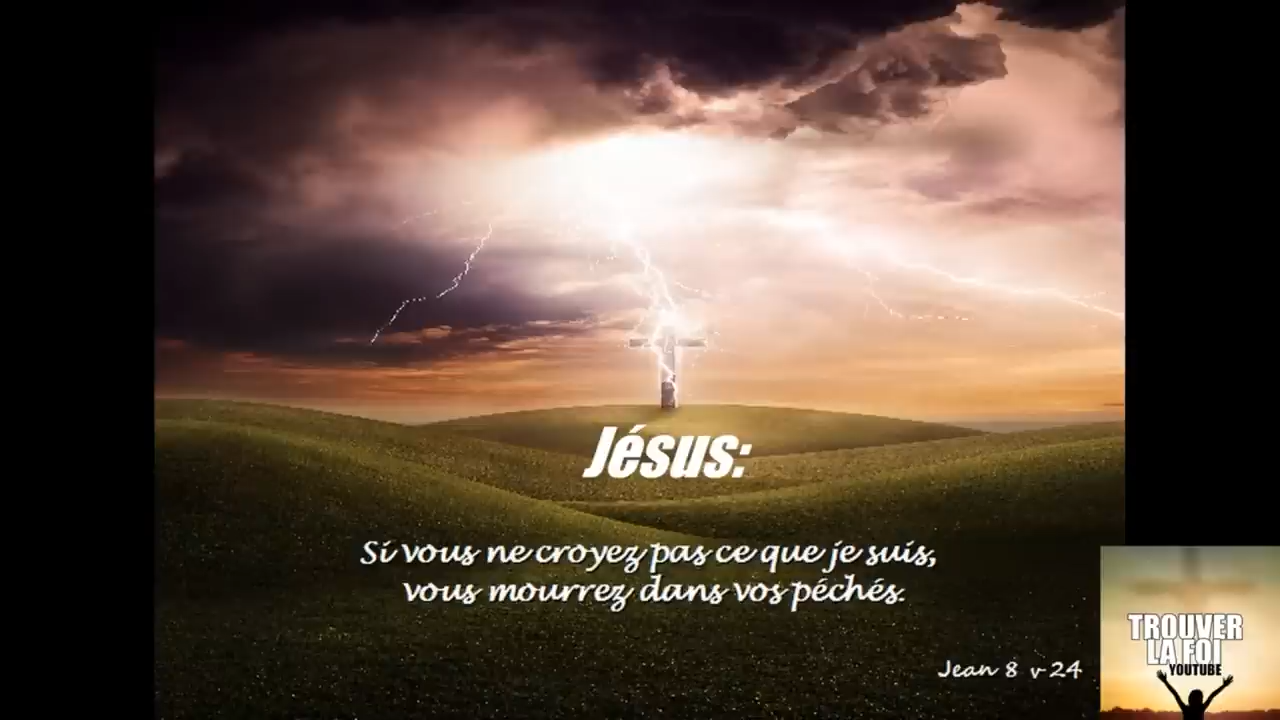 Jésus:
Si vous ne croyez pas ce que je suis,
vous mourrez dans vos péchés.
Jean 8 v 24
TROUVER
LA FOI
YOUTUBE